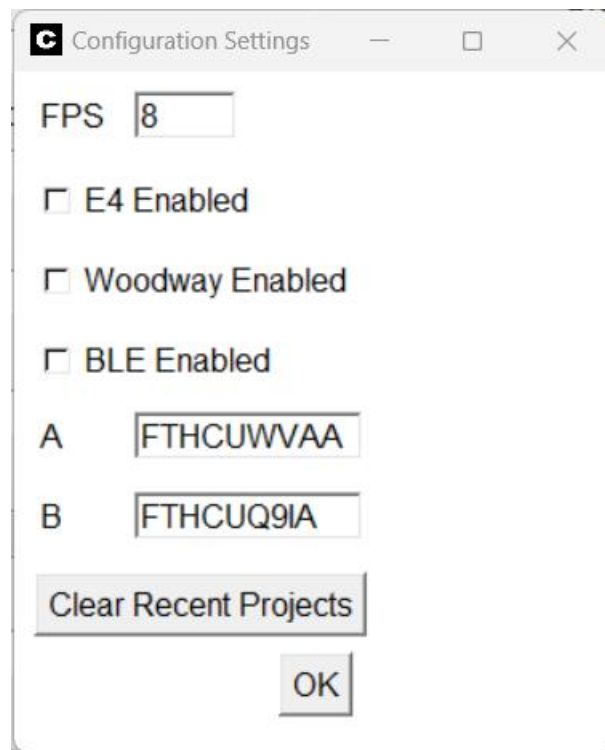 C Configuration Settings
FPS 8
E4 Enabled
Woodway Enabled
BLE Enabled
A FTHCUWVAA
B FTHCUQ9IA
Clear Recent Projects
OK